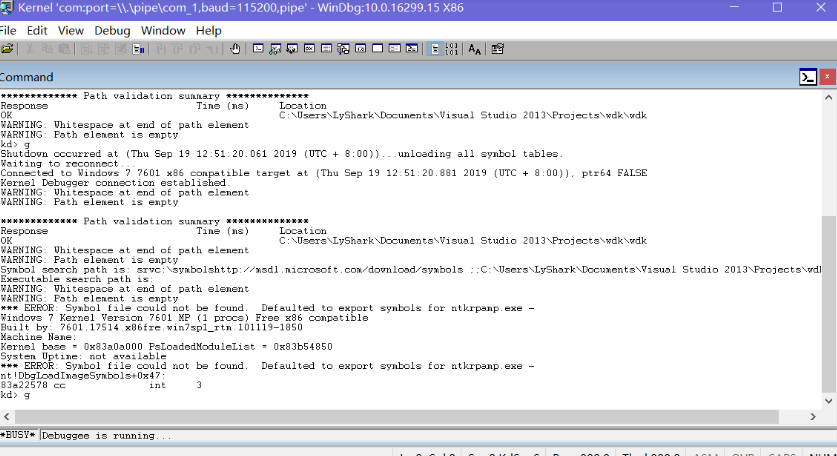 Kernel 'com:port=\\.\pipe\com_1,baud=115200,pipe' - WinDbg:10.0.16299.15 X86
File Edit View Debug Window Help
Command
************* Path validation summary **************
Response Time (ms) Location
OK C:\Users\LyShark\Documents\Visual Studio 2013\Projects\wdk\wdk
WARNING: Whitespace at end of path element
WARNING: Path element is empty
kd> g
Shutdown occurred at (Thu Sep 19 12:51:20.061 2019 (UTC + 8:00))...unloading all symbol tables.
Waiting to reconnect...
Connected to Windows 7 7601 x86 compatible target at (Thu Sep 19 12:51:20.881 2019 (UTC + 8:00)), ptr64 FALSE
Kernel Debugger connection established.
WARNING: Whitespace at end of path element
WARNING: Path element is empty
************* Path validation summary **************
Response Time (ms) Location
OK C:\Users\LyShark\Documents\Visual Studio 2013\Projects\wdk\wdk
WARNING: Whitespace at end of path element
WARNING: Path element is empty
Symbol search path is: srvc:\symbolshttp://msdl.microsoft.com/download/symbols ;;C:\Users\LyShark\Documents\Visual Studio 2013\Projects\wdl
Executable search path is:
WARNING: Whitespace at end of path element
WARNING: Path element is empty
*** ERROR: Symbol file could not be found. Defaulted to export symbols for ntkrpamp.exe -
Windows 7 Kernel Version 7601 MP (1 procs) Free x86 compatible
Built by: 7601.17514.x86fre.win7sp1_rtm.101119-1850
Machine Name:
Kernel base = 0x83a0a000 PsLoadedModuleList = 0x83b54850
System Uptime: not available
*** ERROR: Symbol file could not be found. Defaulted to export symbols for ntkrpamp.exe -
nt!DbgLoadImageSymbols+0x47:
83a22578 cc int 3
kd> g
*BUSY* Debuggee is running...